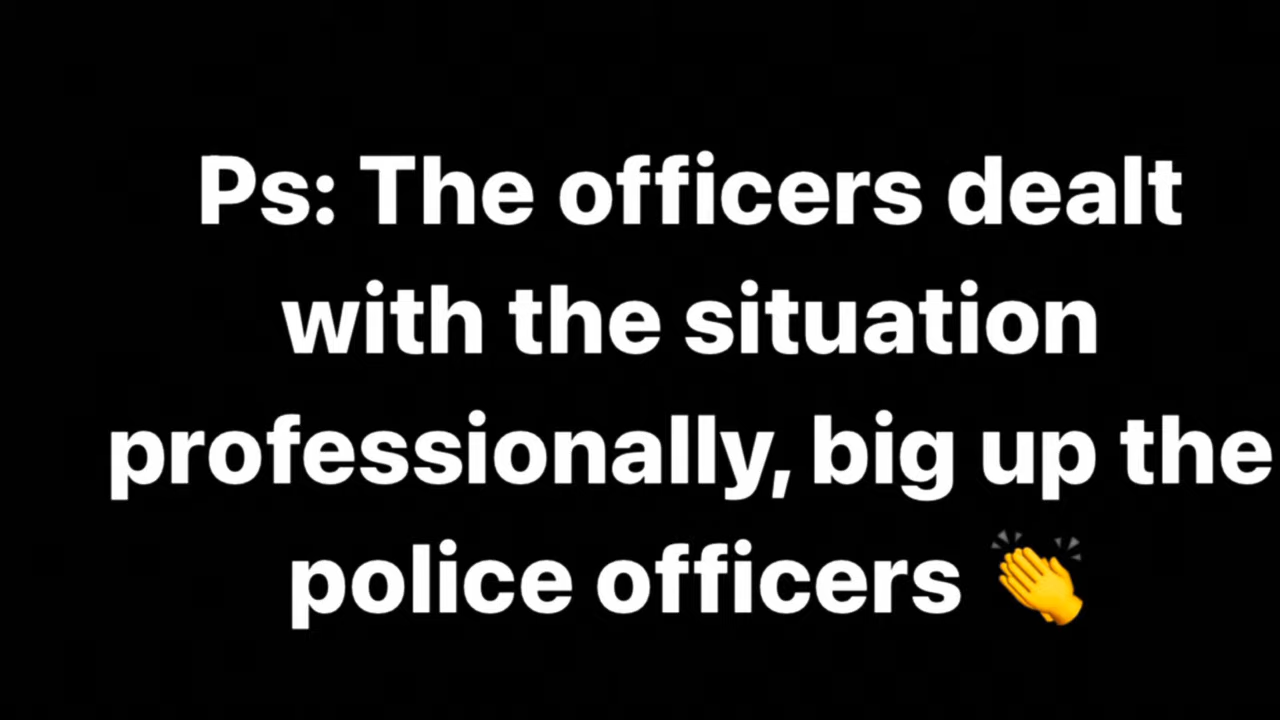 Ps: The officers dealt
with the situation
professionally, big up the
police officers 👏